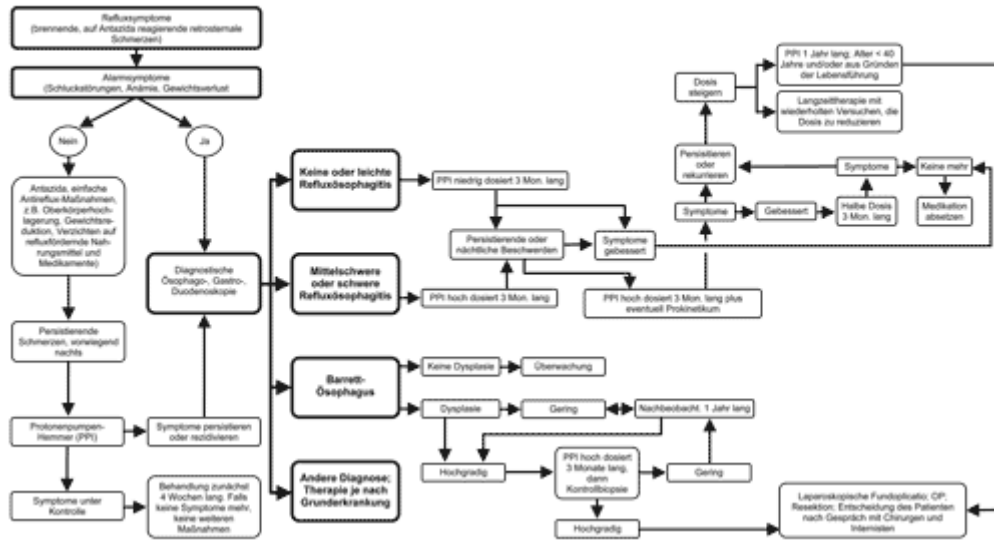 Refluxsymptome
(brennende, auf Antazida reagierende retrosternale
Schmerzen)
Alarmsymptome
(Schluckstörungen, Anämie, Gewichtsverlust
Nein
Ja
Antazida, einfache
Antireflux-Maßnahmen,
z.B. Oberkörperhoch-
lagerung, Gewichtsre-
duktion, Verzichten auf
refluxfördernde Nah-
rungsmittel und
Medikamente)
Persistierende
Schmerzen, vorwiegend
nachts
Protonenpumpen-
Hemmer (PPI)
Symptome persistieren
oder rezidivieren
Symptome unter
Kontrolle
Behandlung zunächst
4 Wochen lang. Falls
keine Symptome mehr,
keine weiteren
Maßnahmen
Diagnostische
Ösophago-, Gastro-,
Duodenoskopie
Keine oder leichte
Refluxösophagitis
PPI niedrig dosiert 3 Mon. lang
Mittelschwere
oder schwere
Refluxösophagitis
PPI hoch dosiert 3 Mon. lang
Persistierende oder
nächtliche Beschwerden
Symptome
gebessert
PPI hoch dosiert 3 Mon. lang plus
eventuell Prokinetikum
Symptome
Gebessert
Halbe Dosis
3 Mon. lang
Symptome
Keine mehr
Medikation
absetzen
Persistieren
oder
rekurrieren
Dosis
steigern
PPI 1 Jahr lang; Alter < 40
Jahre und/oder aus Gründen
der Lebensführung
Langzeittherapie mit
wiederholten Versuchen, die
Dosis zu reduzieren
Barrett-
Ösophagus
Keine Dysplasie
Überwachung
Dysplasie
Gering
Nachbeobacht. 1 Jahr lang
Hochgradig
PPI hoch dosiert
3 Monate lang,
dann
Kontrollbiopsie
Gering
Hochgradig
Laparoskopische Fundoplicatio; OP;
Resektion; Entscheidung des Patienten
nach Gespräch mit Chirurgen und
Internisten
Andere Diagnose;
Therapie je nach
Grunderkrankung